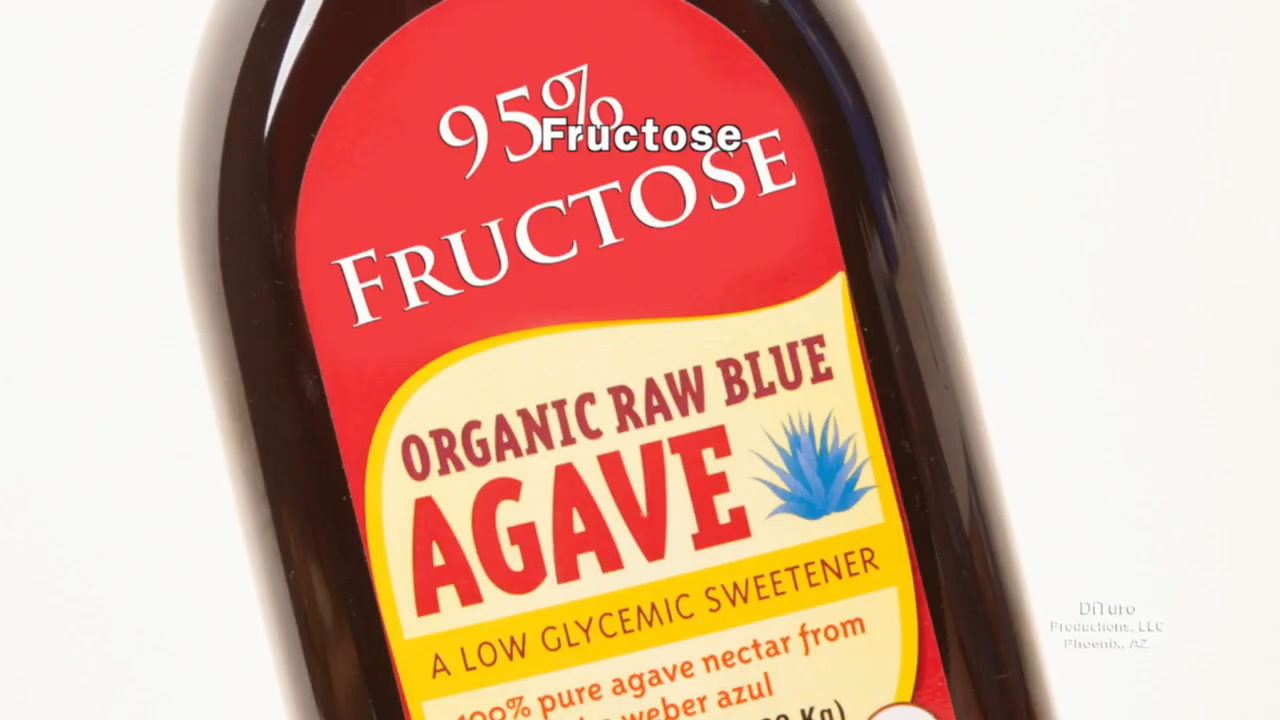 95%
Fructose
FRUCTOSE
ORGANIC RAW BLUE
AGAVE
A LOW GLYCEMIC SWEETENER
100% pure agave nectar from
weber azul
Kg)
DiTuro
Productions, LLC
Phoenix, AZ